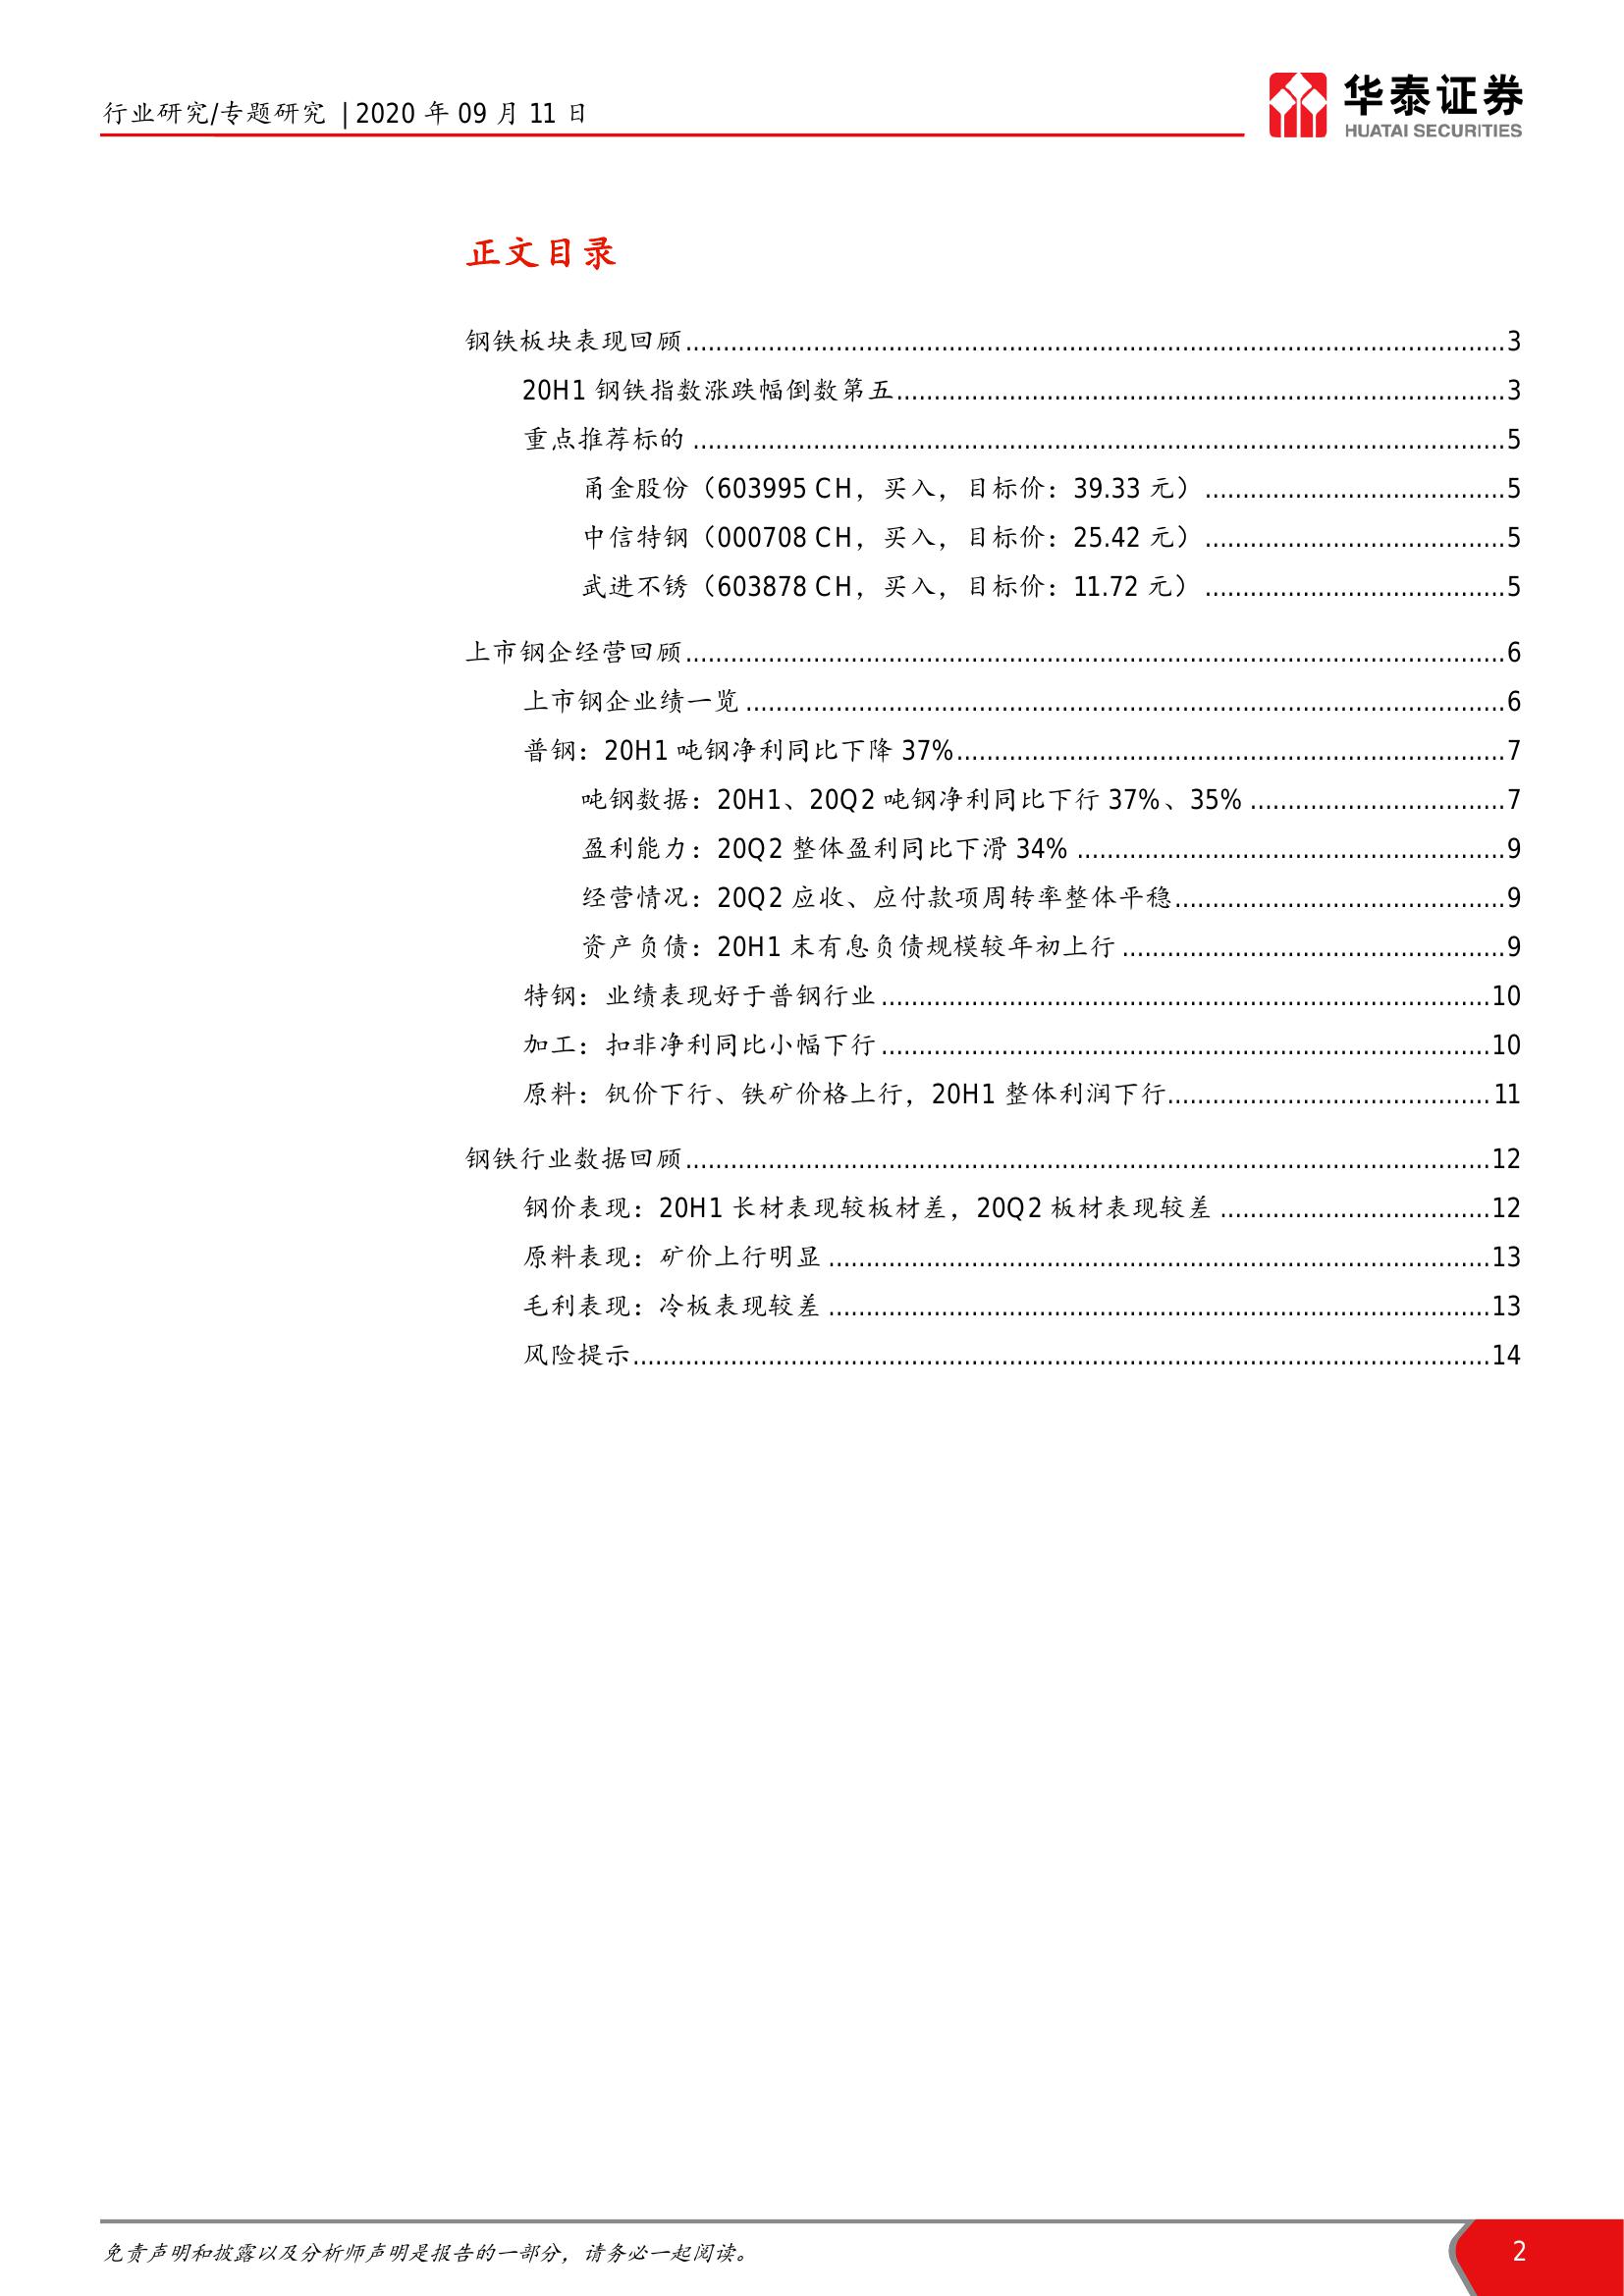 行业研究/专题研究 | 2020 年 09 月 11 日
华泰证券
HUATAI SECURITIES
正文目录
钢铁板块表现回顾 3
20H1 钢铁指数涨跌幅倒数第五 3
重点推荐标的 5
甬金股份（603995 CH，买入，目标价：39.33 元） 5
中信特钢（000708 CH，买入，目标价：25.42 元） 5
武进不锈（603878 CH，买入，目标价：11.72 元） 5
上市钢企经营回顾 6
上市钢企业绩一览 6
普钢：20H1 吨钢净利同比下降 37% 7
吨钢数据：20H1、20Q2 吨钢净利同比下行 37%、35% 7
盈利能力：20Q2 整体盈利同比下滑 34% 9
经营情况：20Q2 应收、应付款项周转率整体平稳 9
资产负债：20H1 末有息负债规模较年初上行 9
特钢：业绩表现好于普钢行业 10
加工：扣非净利同比小幅下行 10
原料：钒价下行、铁矿价格上行，20H1 整体利润下行 11
钢铁行业数据回顾 12
钢价表现：20H1 长材表现较板材差，20Q2 板材表现较差 12
原料表现：矿价上行明显 13
毛利表现：冷板表现较差 13
风险提示 14
免责声明和披露以及分析师声明是报告的一部分，请务必一起阅读。
2